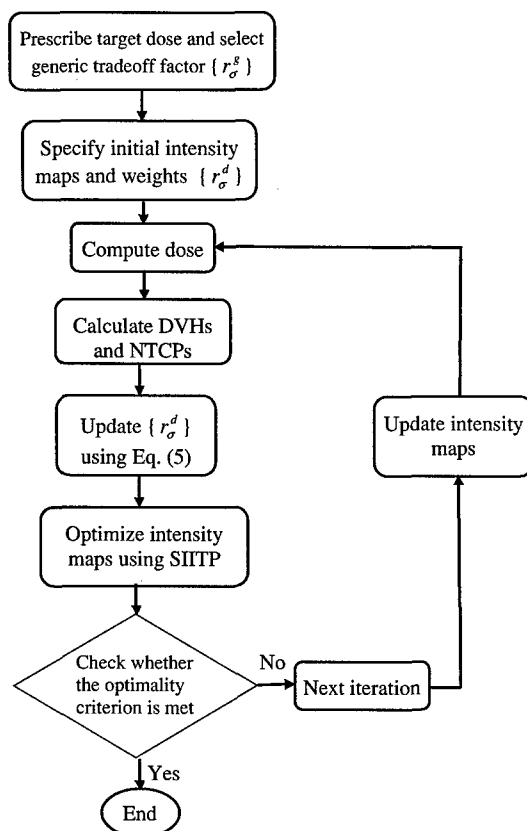 Prescribe target dose and select
generic tradeoff factor { r_σ^g }
Specify initial intensity
maps and weights { r_σ^d }
Compute dose
Calculate DVHs
and NTCPs
Update { r_σ^d }
using Eq. (5)
Optimize intensity
maps using SIITP
Check whether
the optimality
criterion is met
No
Next iteration
Update intensity
maps
Yes
End